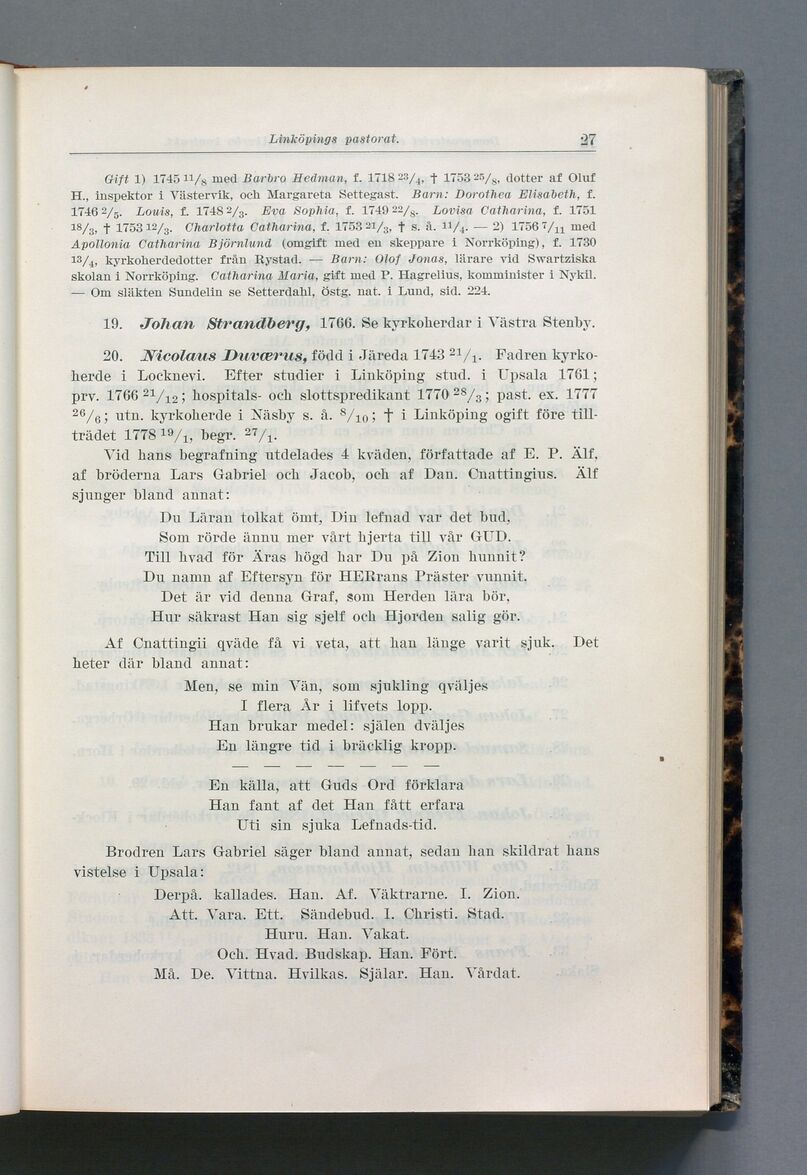 Linköpings pastorat. 27
Gift 1) 1745 11/8 med Barbro Hedman, f. 1718 23/4, † 1753 25/8, dotter af Oluf
H., inspektor i Västervik, och Margareta Settegast. Barn: Dorothea Elisabeth, f.
1746 2/5. Louis, f. 1748 2/3. Eva Sophia, f. 1749 22/8. Lovisa Catharina, f. 1751
18/3, † 1753 12/3. Charlotta Catharina, f. 1753 21/3, † s. å. 11/4. — 2) 1756 7/11 med
Apollonia Catharina Björnlund (omgift med en skeppare i Norrköping), f. 1730
13/4, kyrkoherdedotter från Rystad. — Barn: Olof Jonas, lärare vid Swartziska
skolan i Norrköping. Catharina Maria, gift med P. Hagrelius, komminister i Nykil.
— Om släkten Sundelin se Setterdahl, östg. nat. i Lund, sid. 224.
19. Johan Strandberg, 1766. Se kyrkoherdar i Västra Stenby.
20. Nicolaus Duværus, född i Järeda 1743 21/1. Fadren kyrko-
herde i Locknevi. Efter studier i Linköping stud. i Upsala 1761;
prv. 1766 21/12; hospitals- och slottspredikant 1770 28/3; past. ex. 1777
26/6; utn. kyrkoherde i Näsby s. å. 8/10; † i Linköping ogift före till-
trädet 1778 19/1, begr. 27/1.
Vid hans begrafning utdelades 4 kväden, författade af E. P. Älf,
af bröderna Lars Gabriel och Jacob, och af Dan. Cnattingius. Älf
sjunger bland annat:
Du Läran tolkat ömt, Din lefnad var det bud,
Som rörde ännu mer vårt hjerta till vår GUD.
Till hvad för Äras högd har Du på Zion hunnit?
Du namn af Eftersyn för HERrans Präster vunnit.
Det är vid denna Graf, som Herden lära bör,
Hur säkrast Han sig sjelf och Hjorden salig gör.
Af Cnattingii qväde få vi veta, att han länge varit sjuk. Det
heter där bland annat:
Men, se min Vän, som sjukling qväljes
I flera År i lifvets lopp.
Han brukar medel: själen dväljes
En längre tid i bräcklig kropp.
— — — — — — —
En källa, att Guds Ord förklara
Han fant af det Han fått erfara
Uti sin sjuka Lefnads-tid.
Brodren Lars Gabriel säger bland annat, sedan han skildrat hans
vistelse i Upsala:
Derpå. kallades. Han. Af. Väktrarne. I. Zion.
Att. Vara. Ett. Sändebud. I. Christi. Stad.
Huru. Han. Vakat.
Och. Hvad. Budskap. Han. Fört.
Må. De. Vittna. Hvilkas. Själar. Han. Vårdat.